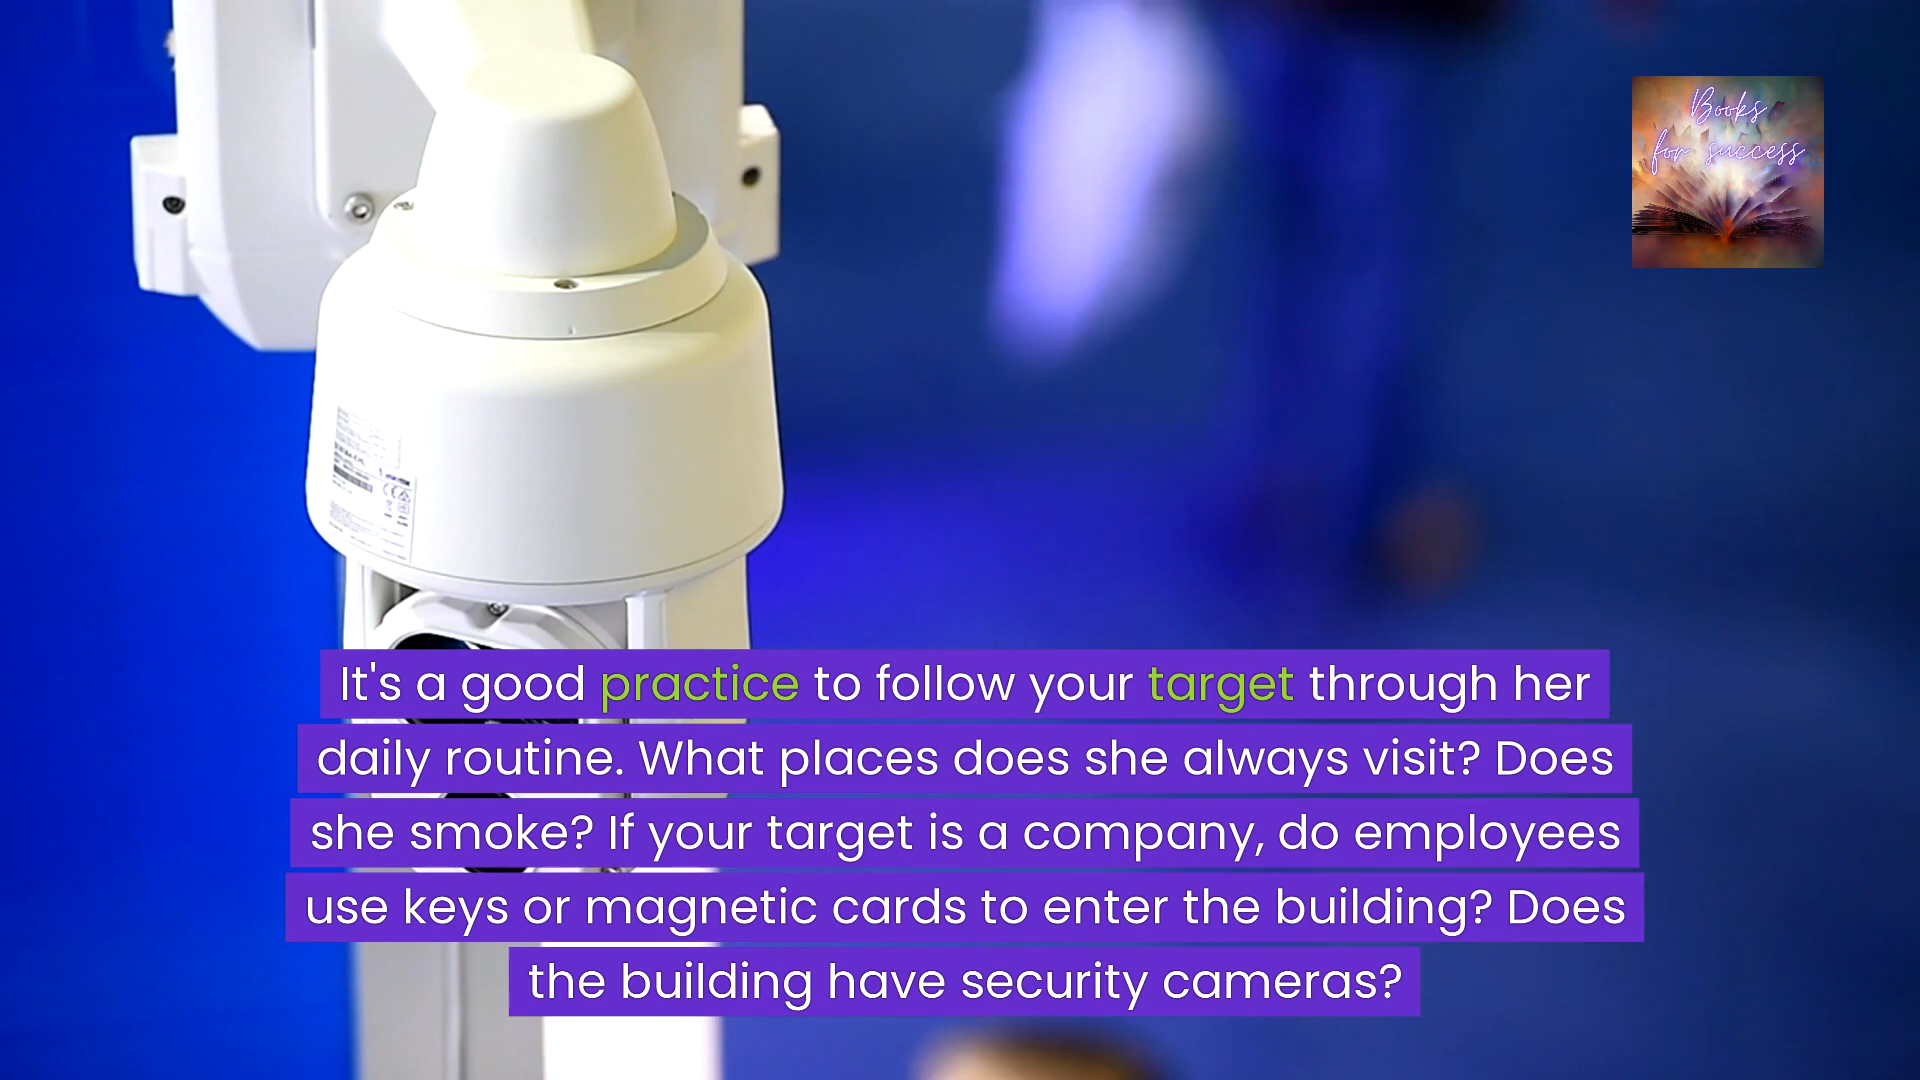 Books
for success
It's a good practice to follow your target through her
daily routine. What places does she always visit? Does
she smoke? If your target is a company, do employees
use keys or magnetic cards to enter the building? Does
the building have security cameras?